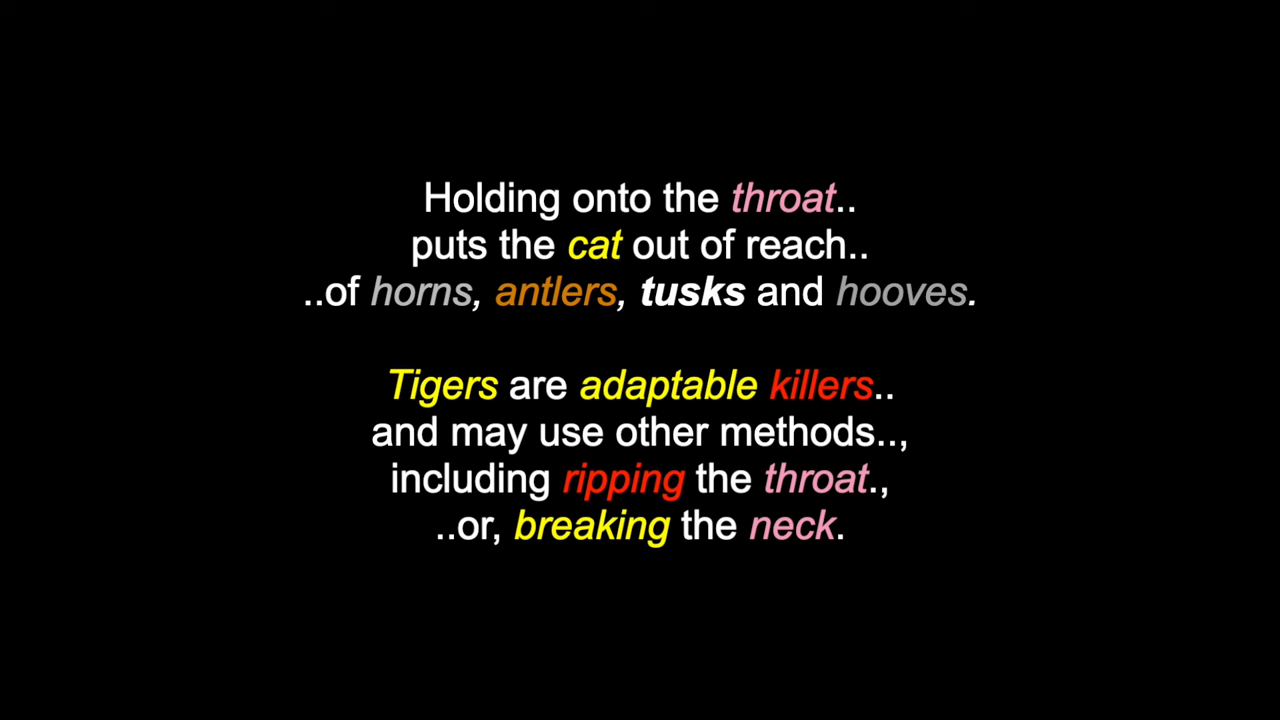 Holding onto the throat..
puts the cat out of reach..
..of horns, antlers, tusks and hooves.
Tigers are adaptable killers..
and may use other methods..,
including ripping the throat.,
..or, breaking the neck.